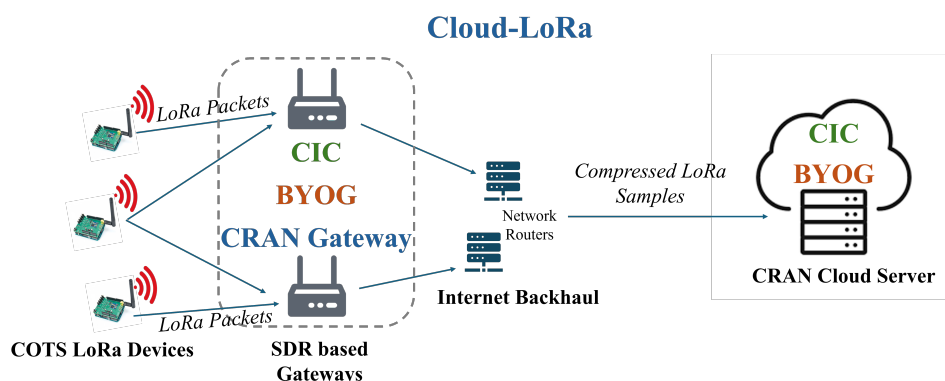 Cloud-LoRa
LoRa Packets
CIC
BYOG
CRAN Gateway
LoRa Packets
COTS LoRa Devices
SDR based
Gateways
Network
Routers
Internet Backhaul
Compressed LoRa
Samples
CIC
BYOG
CRAN Cloud Server